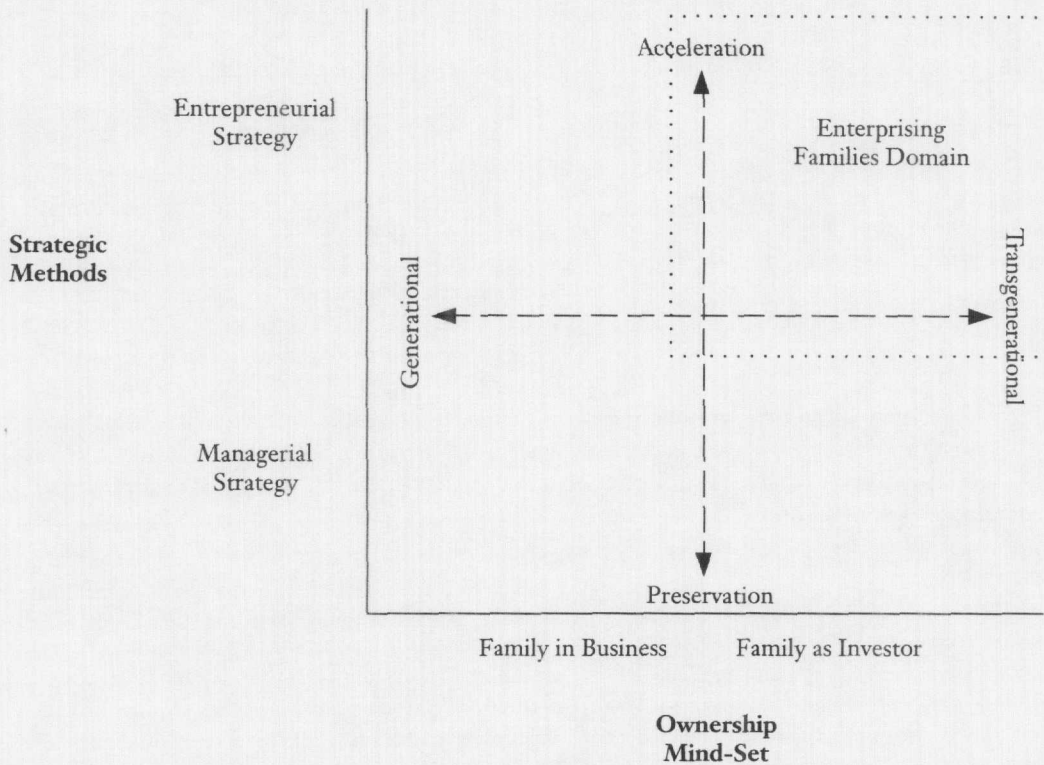 Acceleration
Entrepreneurial
Strategy
Enterprising
Families Domain
Strategic
Methods
Generational
Transgenerational
Managerial
Strategy
Preservation
Family in Business
Family as Investor
Ownership
Mind-Set